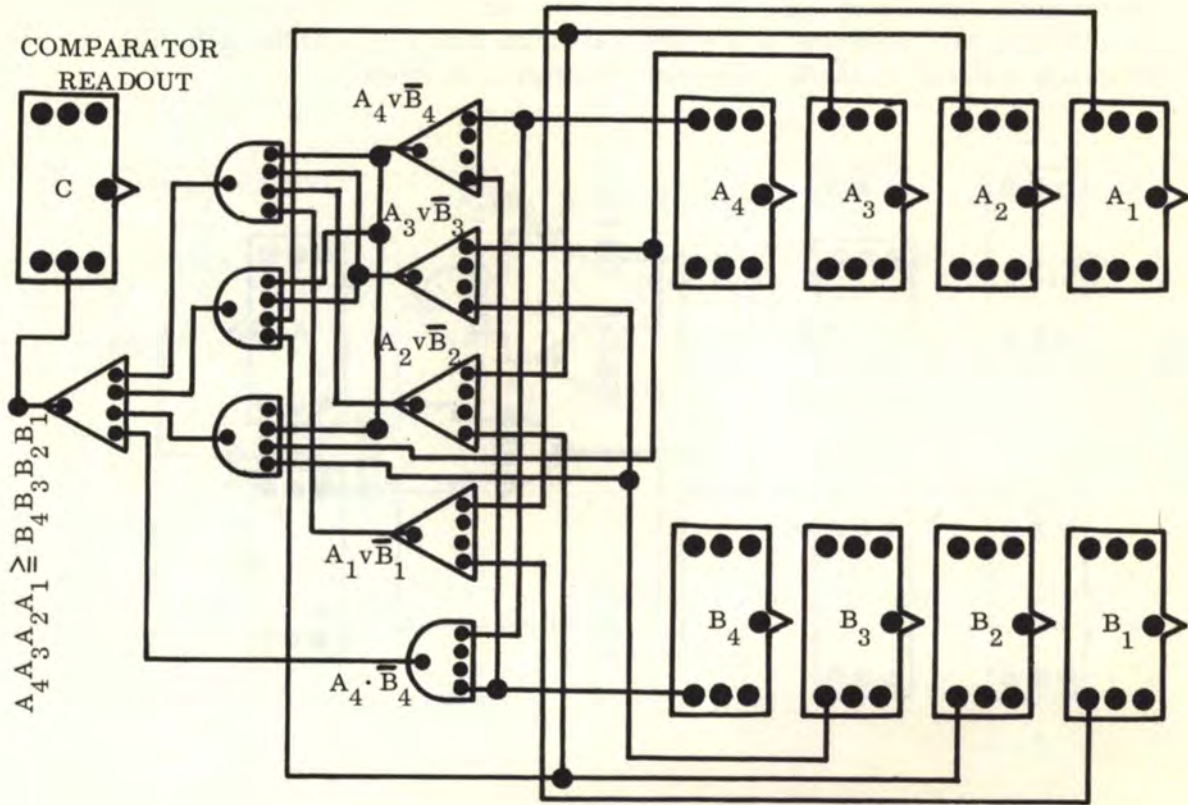 COMPARATOR
READOUT
C
A₄vB̅₄
A₃vB̅₃
A₂vB̅₂
A₁vB̅₁
A₄·B̅₄
A₄
A₃
A₂
A₁
B₄
B₃
B₂
B₁
A₄A₃A₂A₁≥B₄B₃B₂B₁